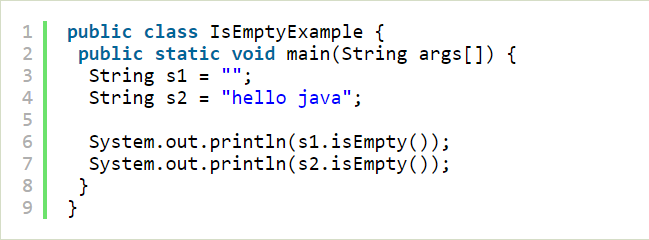 1 public class IsEmptyExample {
2  public static void main(String args[]) {
3   String s1 = "";
4   String s2 = "hello java";
5
6   System.out.println(s1.isEmpty());
7   System.out.println(s2.isEmpty());
8  }
9 }